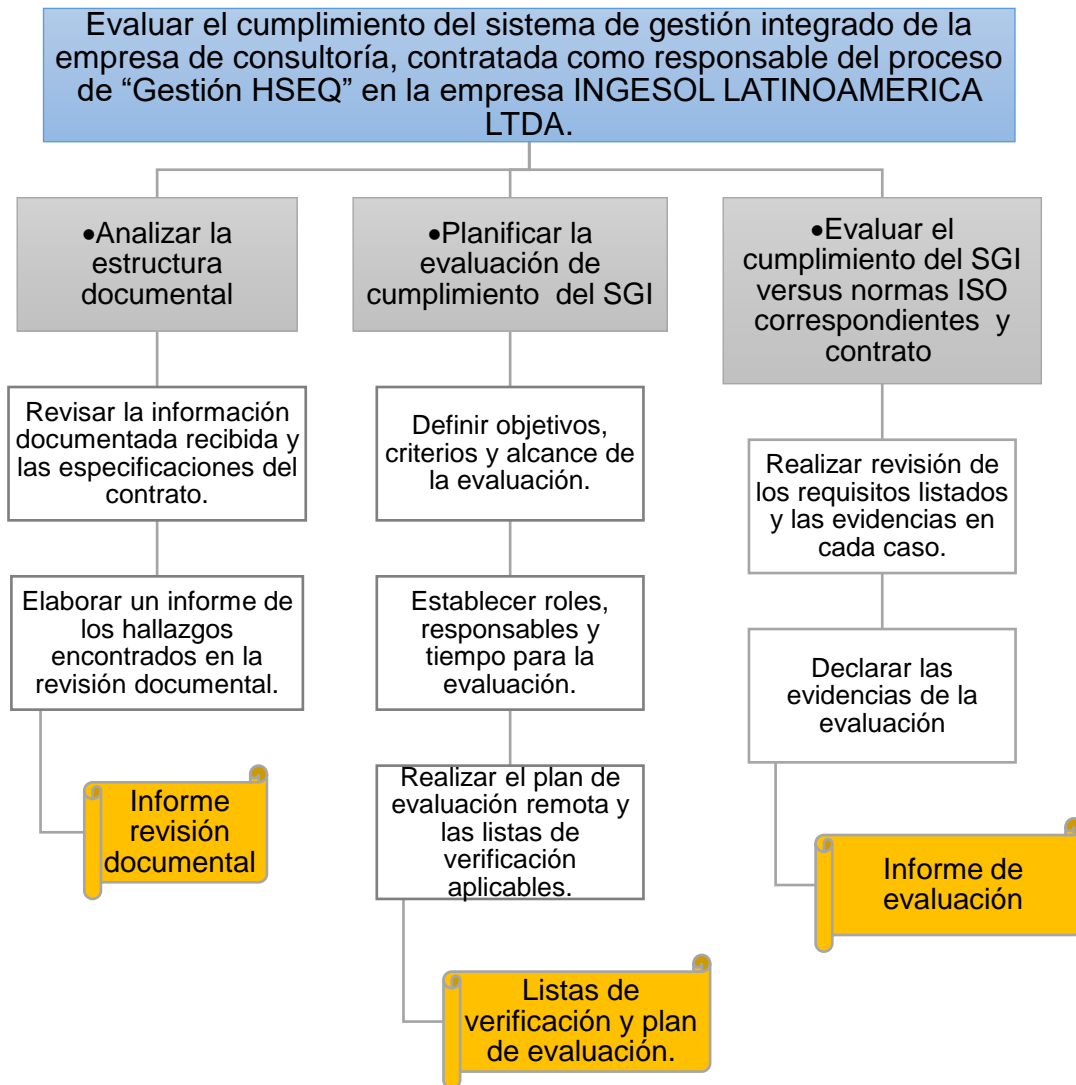 Evaluar el cumplimiento del sistema de gestión integrado de la
empresa de consultoría, contratada como responsable del proceso
de “Gestión HSEQ” en la empresa INGESOL LATINOAMERICA
LTDA.
•Analizar la
estructura
documental
Revisar la información
documentada recibida y
las especificaciones del
contrato.
Elaborar un informe de
los hallazgos
encontrados en la
revisión documental.
Informe
revisión
documental
•Planificar la
evaluación de
cumplimiento del SGI
Definir objetivos,
criterios y alcance de
la evaluación.
Establecer roles,
responsables y
tiempo para la
evaluación.
Realizar el plan de
evaluación remota y
las listas de
verificación
aplicables.
Listas de
verificación y plan
de evaluación.
•Evaluar el
cumplimiento del SGI
versus normas ISO
correspondientes y
contrato
Realizar revisión de
los requisitos listados
y las evidencias en
cada caso.
Declarar las
evidencias de la
evaluación
Informe de
evaluación